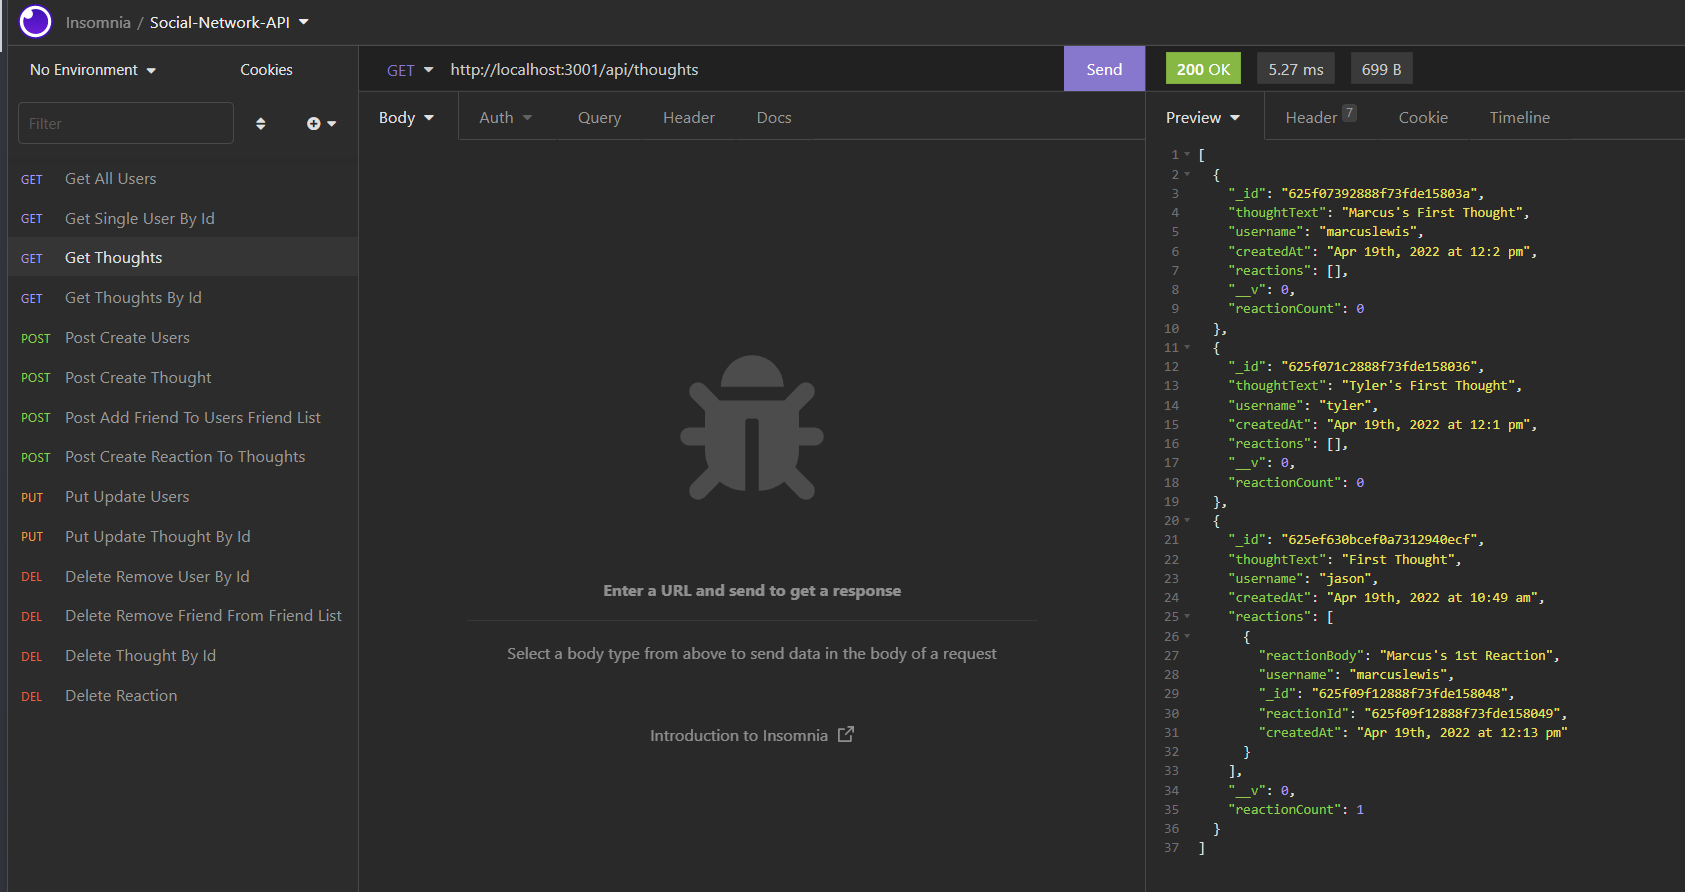 Insomnia / Social-Network-API
No Environment
Cookies
Filter
GET Get All Users
GET Get Single User By Id
GET Get Thoughts
GET Get Thoughts By Id
POST Post Create Users
POST Post Create Thought
POST Post Add Friend To Users Friend List
POST Post Create Reaction To Thoughts
PUT Put Update Users
PUT Put Update Thought By Id
DEL Delete Remove User By Id
DEL Delete Remove Friend From Friend List
DEL Delete Thought By Id
DEL Delete Reaction
GET http://localhost:3001/api/thoughts Send
Body Auth Query Header Docs
Enter a URL and send to get a response
Select a body type from above to send data in the body of a request
Introduction to Insomnia
200 OK 5.27 ms 699 B
Preview Header 7 Cookie Timeline
1 [
2 {
3 "_id": "625f07392888f73fde15803a",
4 "thoughtText": "Marcus's First Thought",
5 "username": "marcuslewis",
6 "createdAt": "Apr 19th, 2022 at 12:2 pm",
7 "reactions": [],
8 "__v": 0,
9 "reactionCount": 0
10 },
11 {
12 "_id": "625f071c2888f73fde158036",
13 "thoughtText": "Tyler's First Thought",
14 "username": "tyler",
15 "createdAt": "Apr 19th, 2022 at 12:1 pm",
16 "reactions": [],
17 "__v": 0,
18 "reactionCount": 0
19 },
20 {
21 "_id": "625ef630bcef0a7312940ecf",
22 "thoughtText": "First Thought",
23 "username": "jason",
24 "createdAt": "Apr 19th, 2022 at 10:49 am",
25 "reactions": [
26 {
27 "reactionBody": "Marcus's 1st Reaction",
28 "username": "marcuslewis",
29 "_id": "625f09f12888f73fde158048",
30 "reactionId": "625f09f12888f73fde158049",
31 "createdAt": "Apr 19th, 2022 at 12:13 pm"
32 }
33 ],
34 "__v": 0,
35 "reactionCount": 1
36 }
37 ]